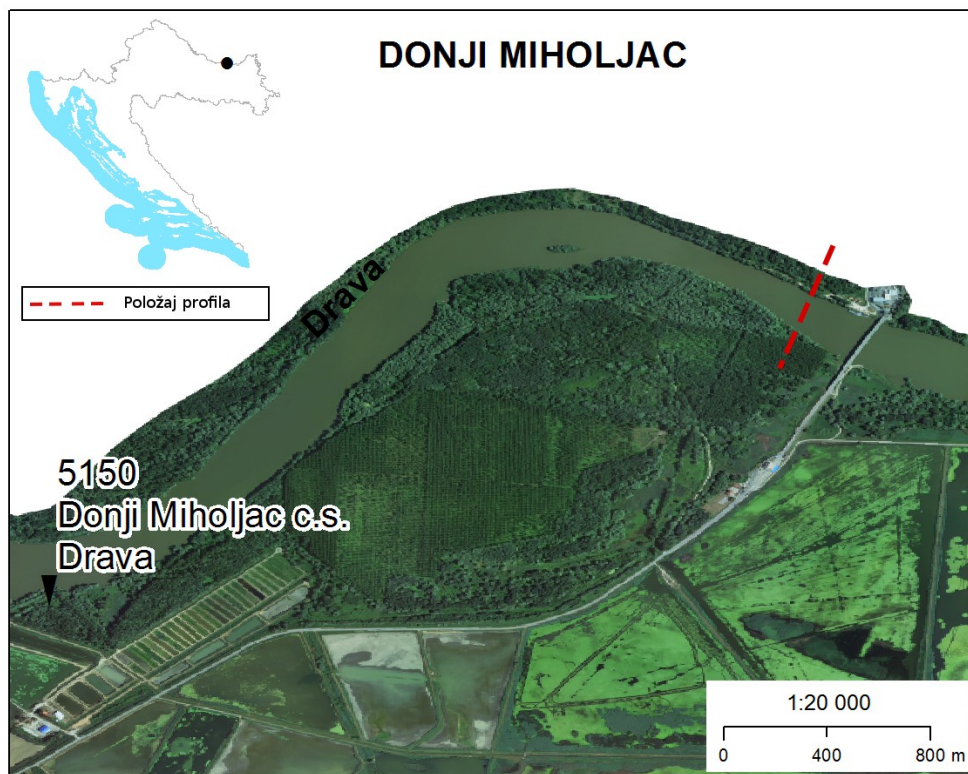 DONJI MIHOLJAC
Položaj profila
Drava
5150
Donji Miholjac c.s.
Drava
1:20 000
0 400 800 m